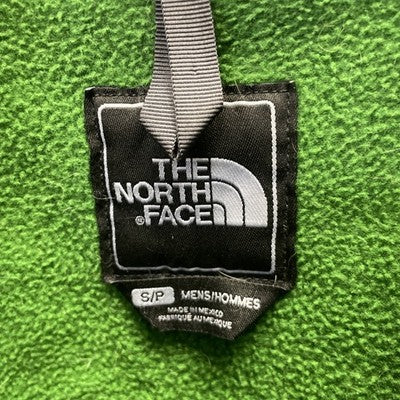 THE
NORTH
®FACE
S/P MENS/HOMMES
MADE IN MEXICO
FABRIQUÉ AU MEXIQUE